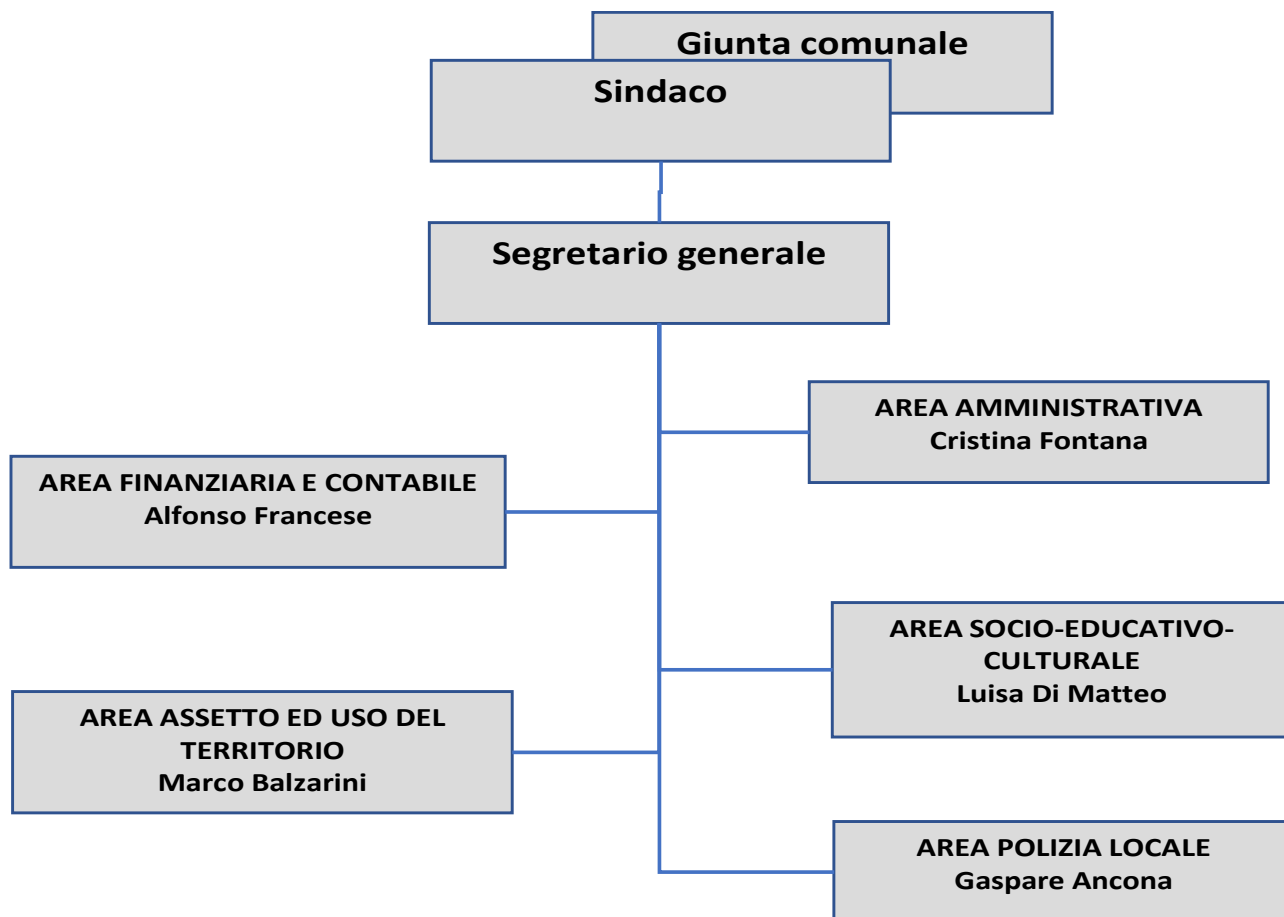 Giunta comunale
Sindaco
Segretario generale
AREA AMMINISTRATIVA
Cristina Fontana
AREA FINANZIARIA E CONTABILE
Alfonso Francese
AREA SOCIO-EDUCATIVO-
CULTURALE
Luisa Di Matteo
AREA ASSETTO ED USO DEL
TERRITORIO
Marco Balzarini
AREA POLIZIA LOCALE
Gaspare Ancona